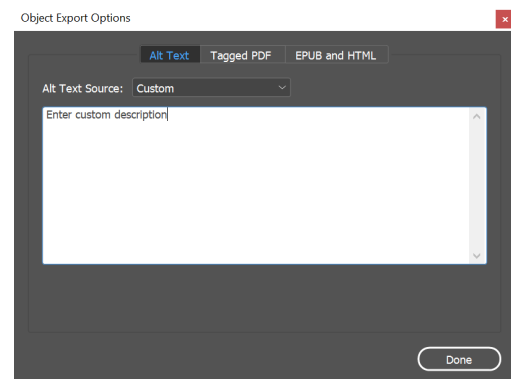 Object Export Options
Alt Text Tagged PDF EPUB and HTML
Alt Text Source: Custom
Enter custom description
Done